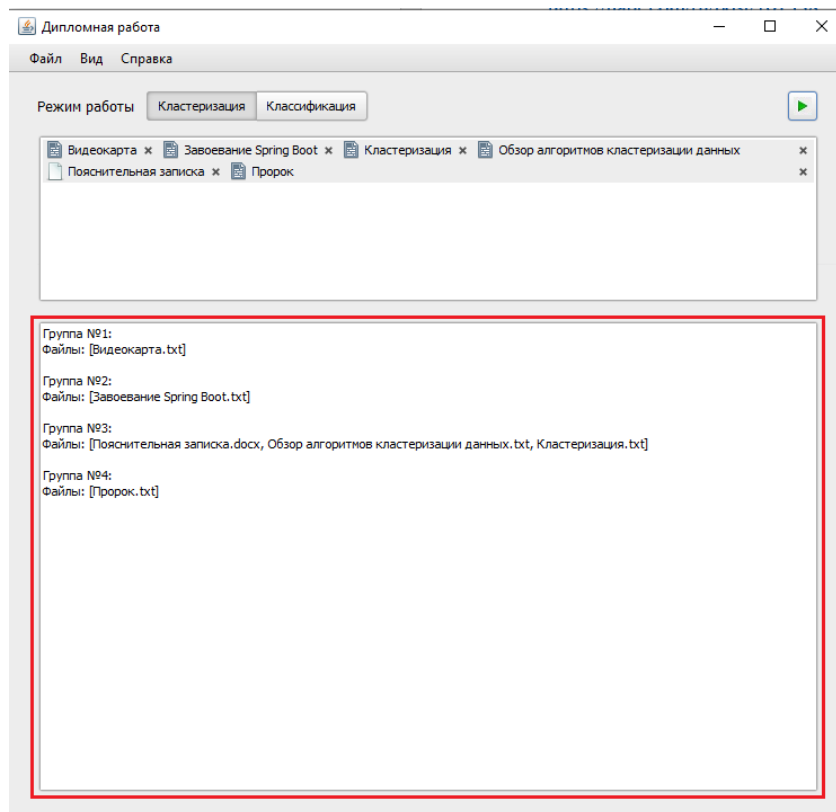 Дипломная работа
Файл Вид Справка
Режим работы Кластеризация Классификация
Видеокарта Завоевание Spring Boot Кластеризация Обзор алгоритмов кластеризации данных
Пояснительная записка Пророк
Группа №1:
Файлы: [Видеокарта.txt]
Группа №2:
Файлы: [Завоевание Spring Boot.txt]
Группа №3:
Файлы: [Пояснительная записка.docx, Обзор алгоритмов кластеризации данных.txt, Кластеризация.txt]
Группа №4:
Файлы: [Пророк.txt]